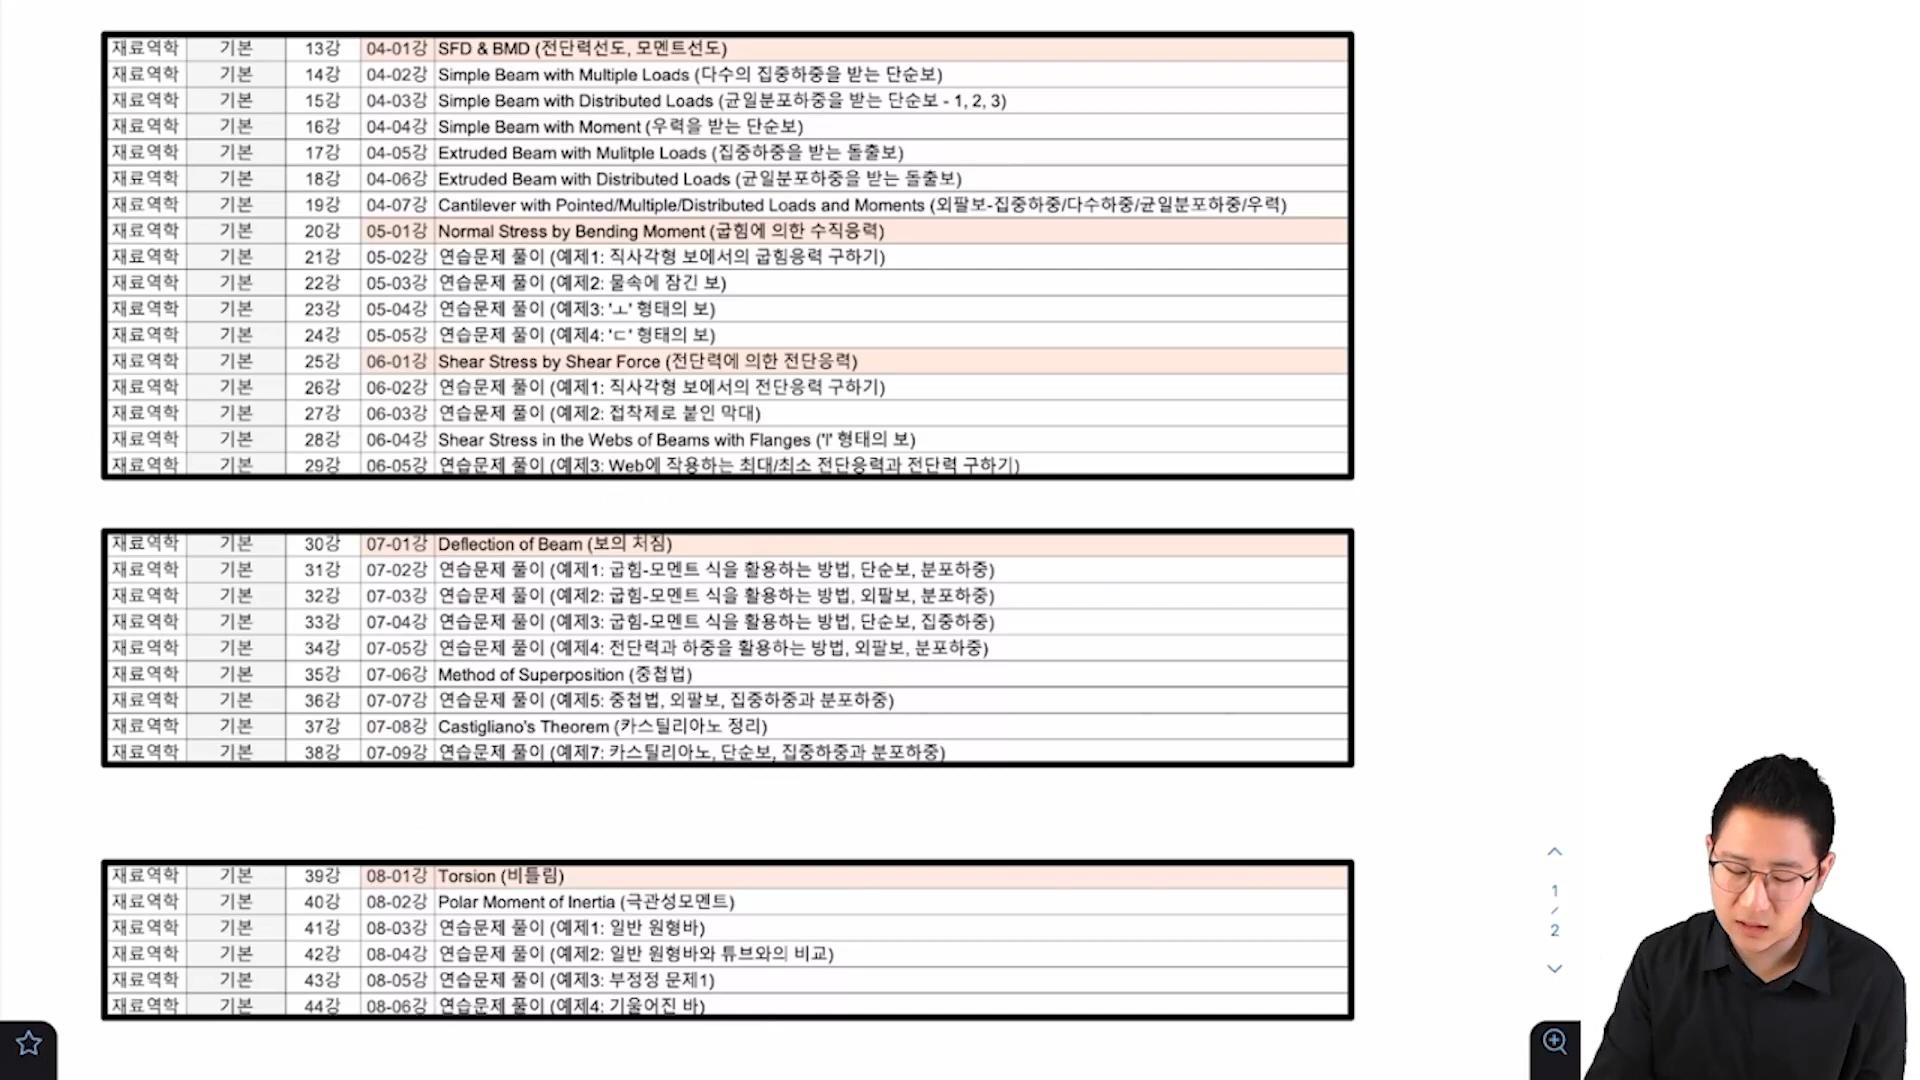 재료역학 기본 13강 04-01강 SFD & BMD (전단력선도, 모멘트선도)
재료역학 기본 14강 04-02강 Simple Beam with Multiple Loads (다수의 집중하중을 받는 단순보)
재료역학 기본 15강 04-03강 Simple Beam with Distributed Loads (균일분포하중을 받는 단순보 - 1, 2, 3)
재료역학 기본 16강 04-04강 Simple Beam with Moment (우력을 받는 단순보)
재료역학 기본 17강 04-05강 Extruded Beam with Mulitple Loads (집중하중을 받는 돌출보)
재료역학 기본 18강 04-06강 Extruded Beam with Distributed Loads (균일분포하중을 받는 돌출보)
재료역학 기본 19강 04-07강 Cantilever with Pointed/Multiple/Distributed Loads and Moments (외팔보-집중하중/다수하중/균일분포하중/우력)
재료역학 기본 20강 05-01강 Normal Stress by Bending Moment (굽힘에 의한 수직응력)
재료역학 기본 21강 05-02강 연습문제 풀이 (예제1: 직사각형 보에서의 굽힘응력 구하기)
재료역학 기본 22강 05-03강 연습문제 풀이 (예제2: 물속에 잠긴 보)
재료역학 기본 23강 05-04강 연습문제 풀이 (예제3: 'ㅗ' 형태의 보)
재료역학 기본 24강 05-05강 연습문제 풀이 (예제4: 'ㄷ' 형태의 보)
재료역학 기본 25강 06-01강 Shear Stress by Shear Force (전단력에 의한 전단응력)
재료역학 기본 26강 06-02강 연습문제 풀이 (예제1: 직사각형 보에서의 전단응력 구하기)
재료역학 기본 27강 06-03강 연습문제 풀이 (예제2: 접착제로 붙인 막대)
재료역학 기본 28강 06-04강 Shear Stress in the Webs of Beams with Flanges ('I' 형태의 보)
재료역학 기본 29강 06-05강 연습문제 풀이 (예제3: Web에 작용하는 최대/최소 전단응력과 전단력 구하기)
재료역학 기본 30강 07-01강 Deflection of Beam (보의 처짐)
재료역학 기본 31강 07-02강 연습문제 풀이 (예제1: 굽힘-모멘트 식을 활용하는 방법, 단순보, 분포하중)
재료역학 기본 32강 07-03강 연습문제 풀이 (예제2: 굽힘-모멘트 식을 활용하는 방법, 외팔보, 분포하중)
재료역학 기본 33강 07-04강 연습문제 풀이 (예제3: 굽힘-모멘트 식을 활용하는 방법, 단순보, 집중하중)
재료역학 기본 34강 07-05강 연습문제 풀이 (예제4: 전단력과 하중을 활용하는 방법, 외팔보, 분포하중)
재료역학 기본 35강 07-06강 Method of Superposition (중첩법)
재료역학 기본 36강 07-07강 연습문제 풀이 (예제5: 중첩법, 외팔보, 집중하중과 분포하중)
재료역학 기본 37강 07-08강 Castigliano's Theorem (카스틸리아노 정리)
재료역학 기본 38강 07-09강 연습문제 풀이 (예제7: 카스틸리아노, 단순보, 집중하중과 분포하중)
재료역학 기본 39강 08-01강 Torsion (비틀림)
재료역학 기본 40강 08-02강 Polar Moment of Inertia (극관성모멘트)
재료역학 기본 41강 08-03강 연습문제 풀이 (예제1: 일반 원형바)
재료역학 기본 42강 08-04강 연습문제 풀이 (예제2: 일반 원형바와 튜브와의 비교)
재료역학 기본 43강 08-05강 연습문제 풀이 (예제3: 부정정 문제1)
재료역학 기본 44강 08-06강 연습문제 풀이 (예제4: 기울어진 바)
1
/
2